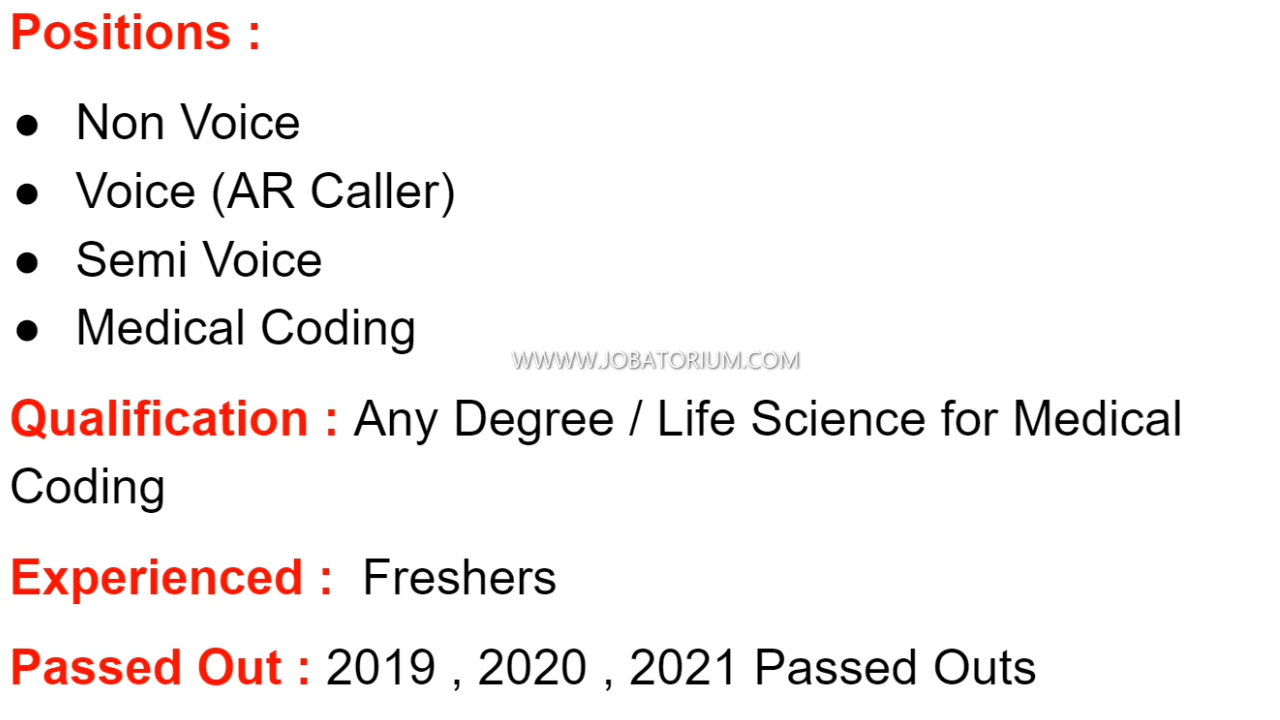 Positions :
● Non Voice
● Voice (AR Caller)
● Semi Voice
● Medical Coding
WWWW.JOBATORIUM.COM
Qualification : Any Degree / Life Science for Medical
Coding
Experienced : Freshers
Passed Out : 2019 , 2020 , 2021 Passed Outs